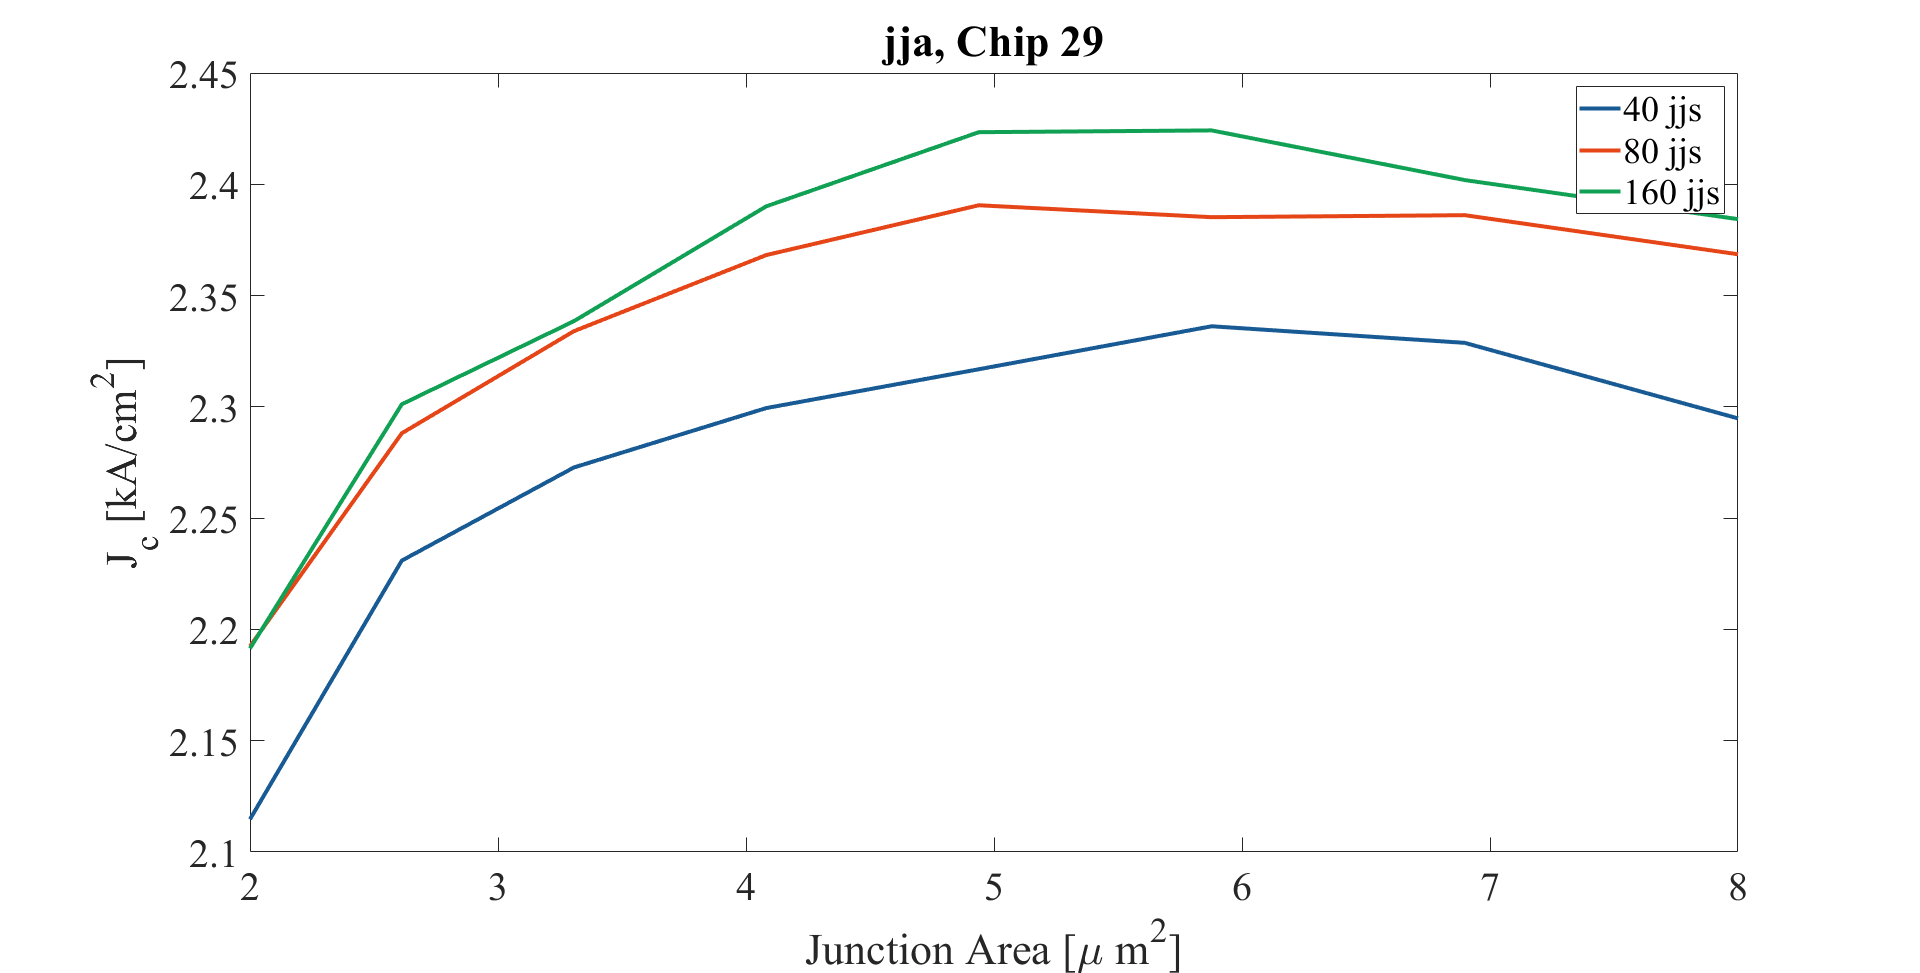 jja, Chip 29
2.45
2.4
2.35
2.3
2.25
2.2
2.15
2.1
J_c [kA/cm^2]
40 jjs
80 jjs
160 jjs
2 3 4 5 6 7 8
Junction Area [μ m^2]